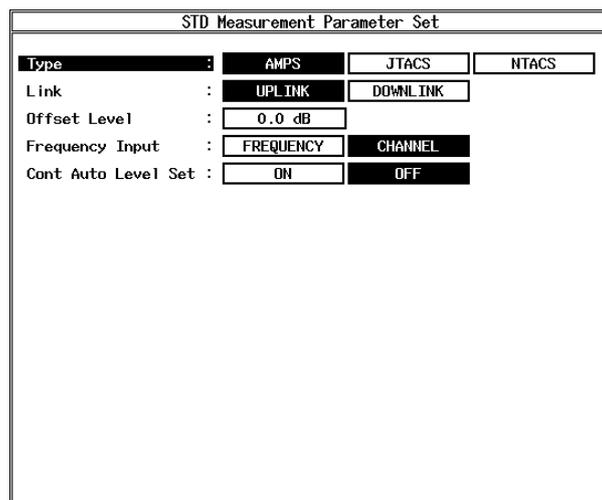 STD Measurement Parameter Set
Type : AMPS JTACS NTACS
Link : UPLINK DOWNLINK
Offset Level : 0.0 dB
Frequency Input : FREQUENCY CHANNEL
Cont Auto Level Set : ON OFF